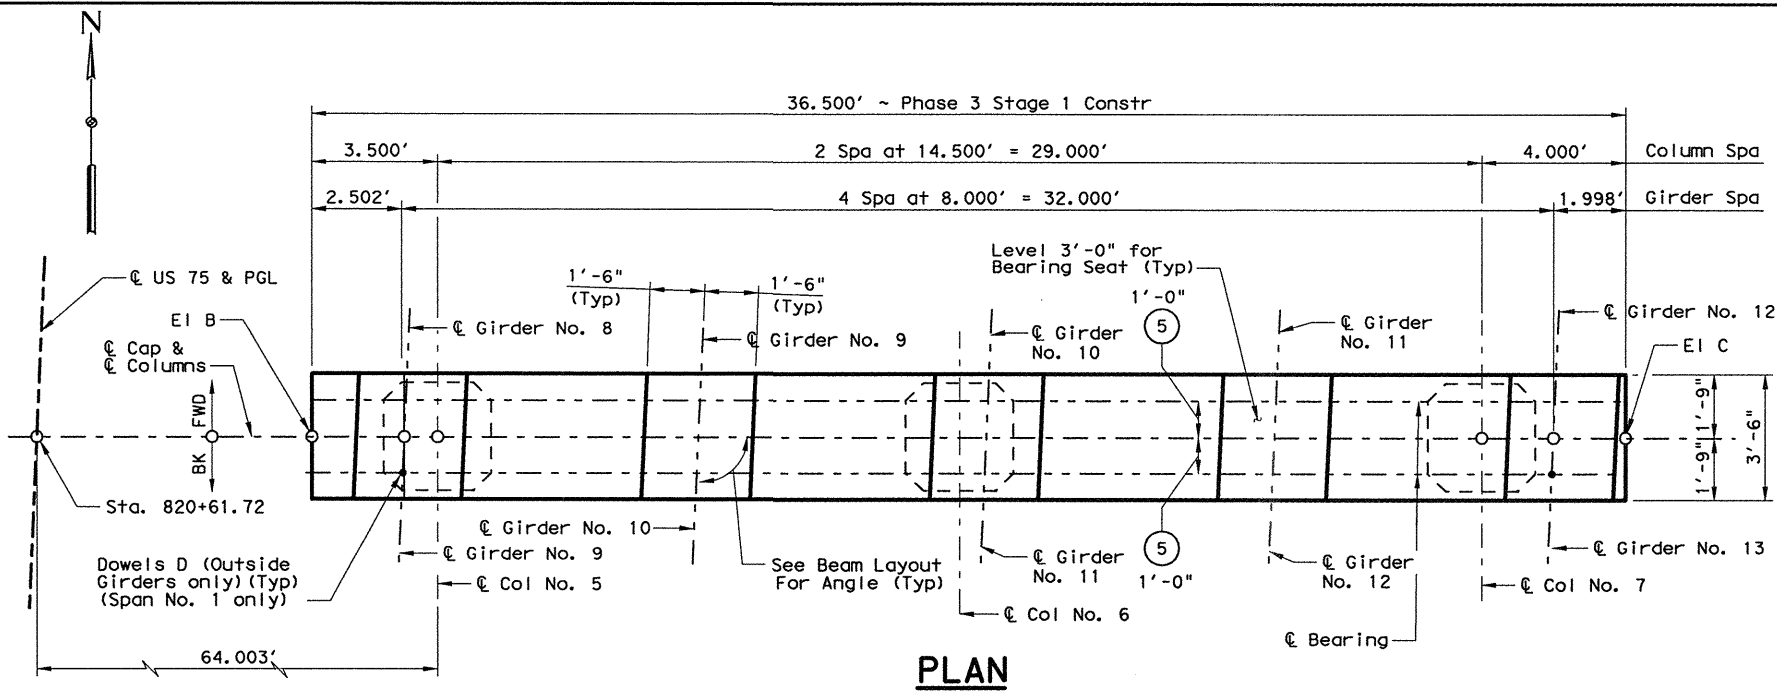 N
36.500' ~ Phase 3 Stage 1 Constr
3.500'
2 Spa at 14.500' = 29.000'
4.000'
Column Spa
2.502'
4 Spa at 8.000' = 32.000'
1.998'
Girder Spa
℄ US 75 & PGL
El B
℄ Cap &
℄ Columns
FWD
BK
Sta. 820+61.72
1'-6"
(Typ)
1'-6"
(Typ)
℄ Girder No. 8
℄ Girder No. 9
Level 3'-0" for
Bearing Seat (Typ)
1'-0"
5
℄ Girder
No. 10
℄ Girder
No. 11
℄ Girder No. 12
El C
1'-9"
1'-9"
3'-6"
Dowels D (Outside
Girders only) (Typ)
(Span No. 1 only)
℄ Girder No. 10
℄ Girder No. 9
℄ Col No. 5
See Beam Layout
For Angle (Typ)
℄ Girder
No. 11
℄ Col No. 6
5
1'-0"
℄ Girder
No. 12
℄ Girder No. 13
℄ Col No. 7
℄ Bearing
64.003'
PLAN